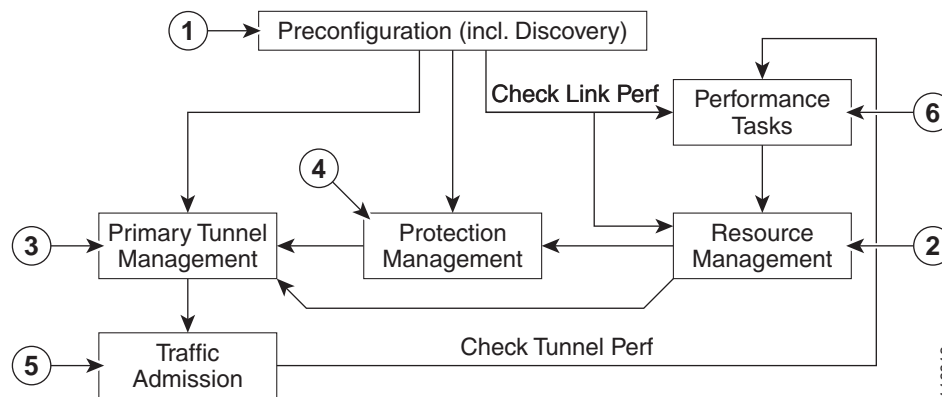 1
Preconfiguration (incl. Discovery)
Check Link Perf
Performance
Tasks
6
4
3
Primary Tunnel
Management
Protection
Management
Resource
Management
2
5
Traffic
Admission
Check Tunnel Perf